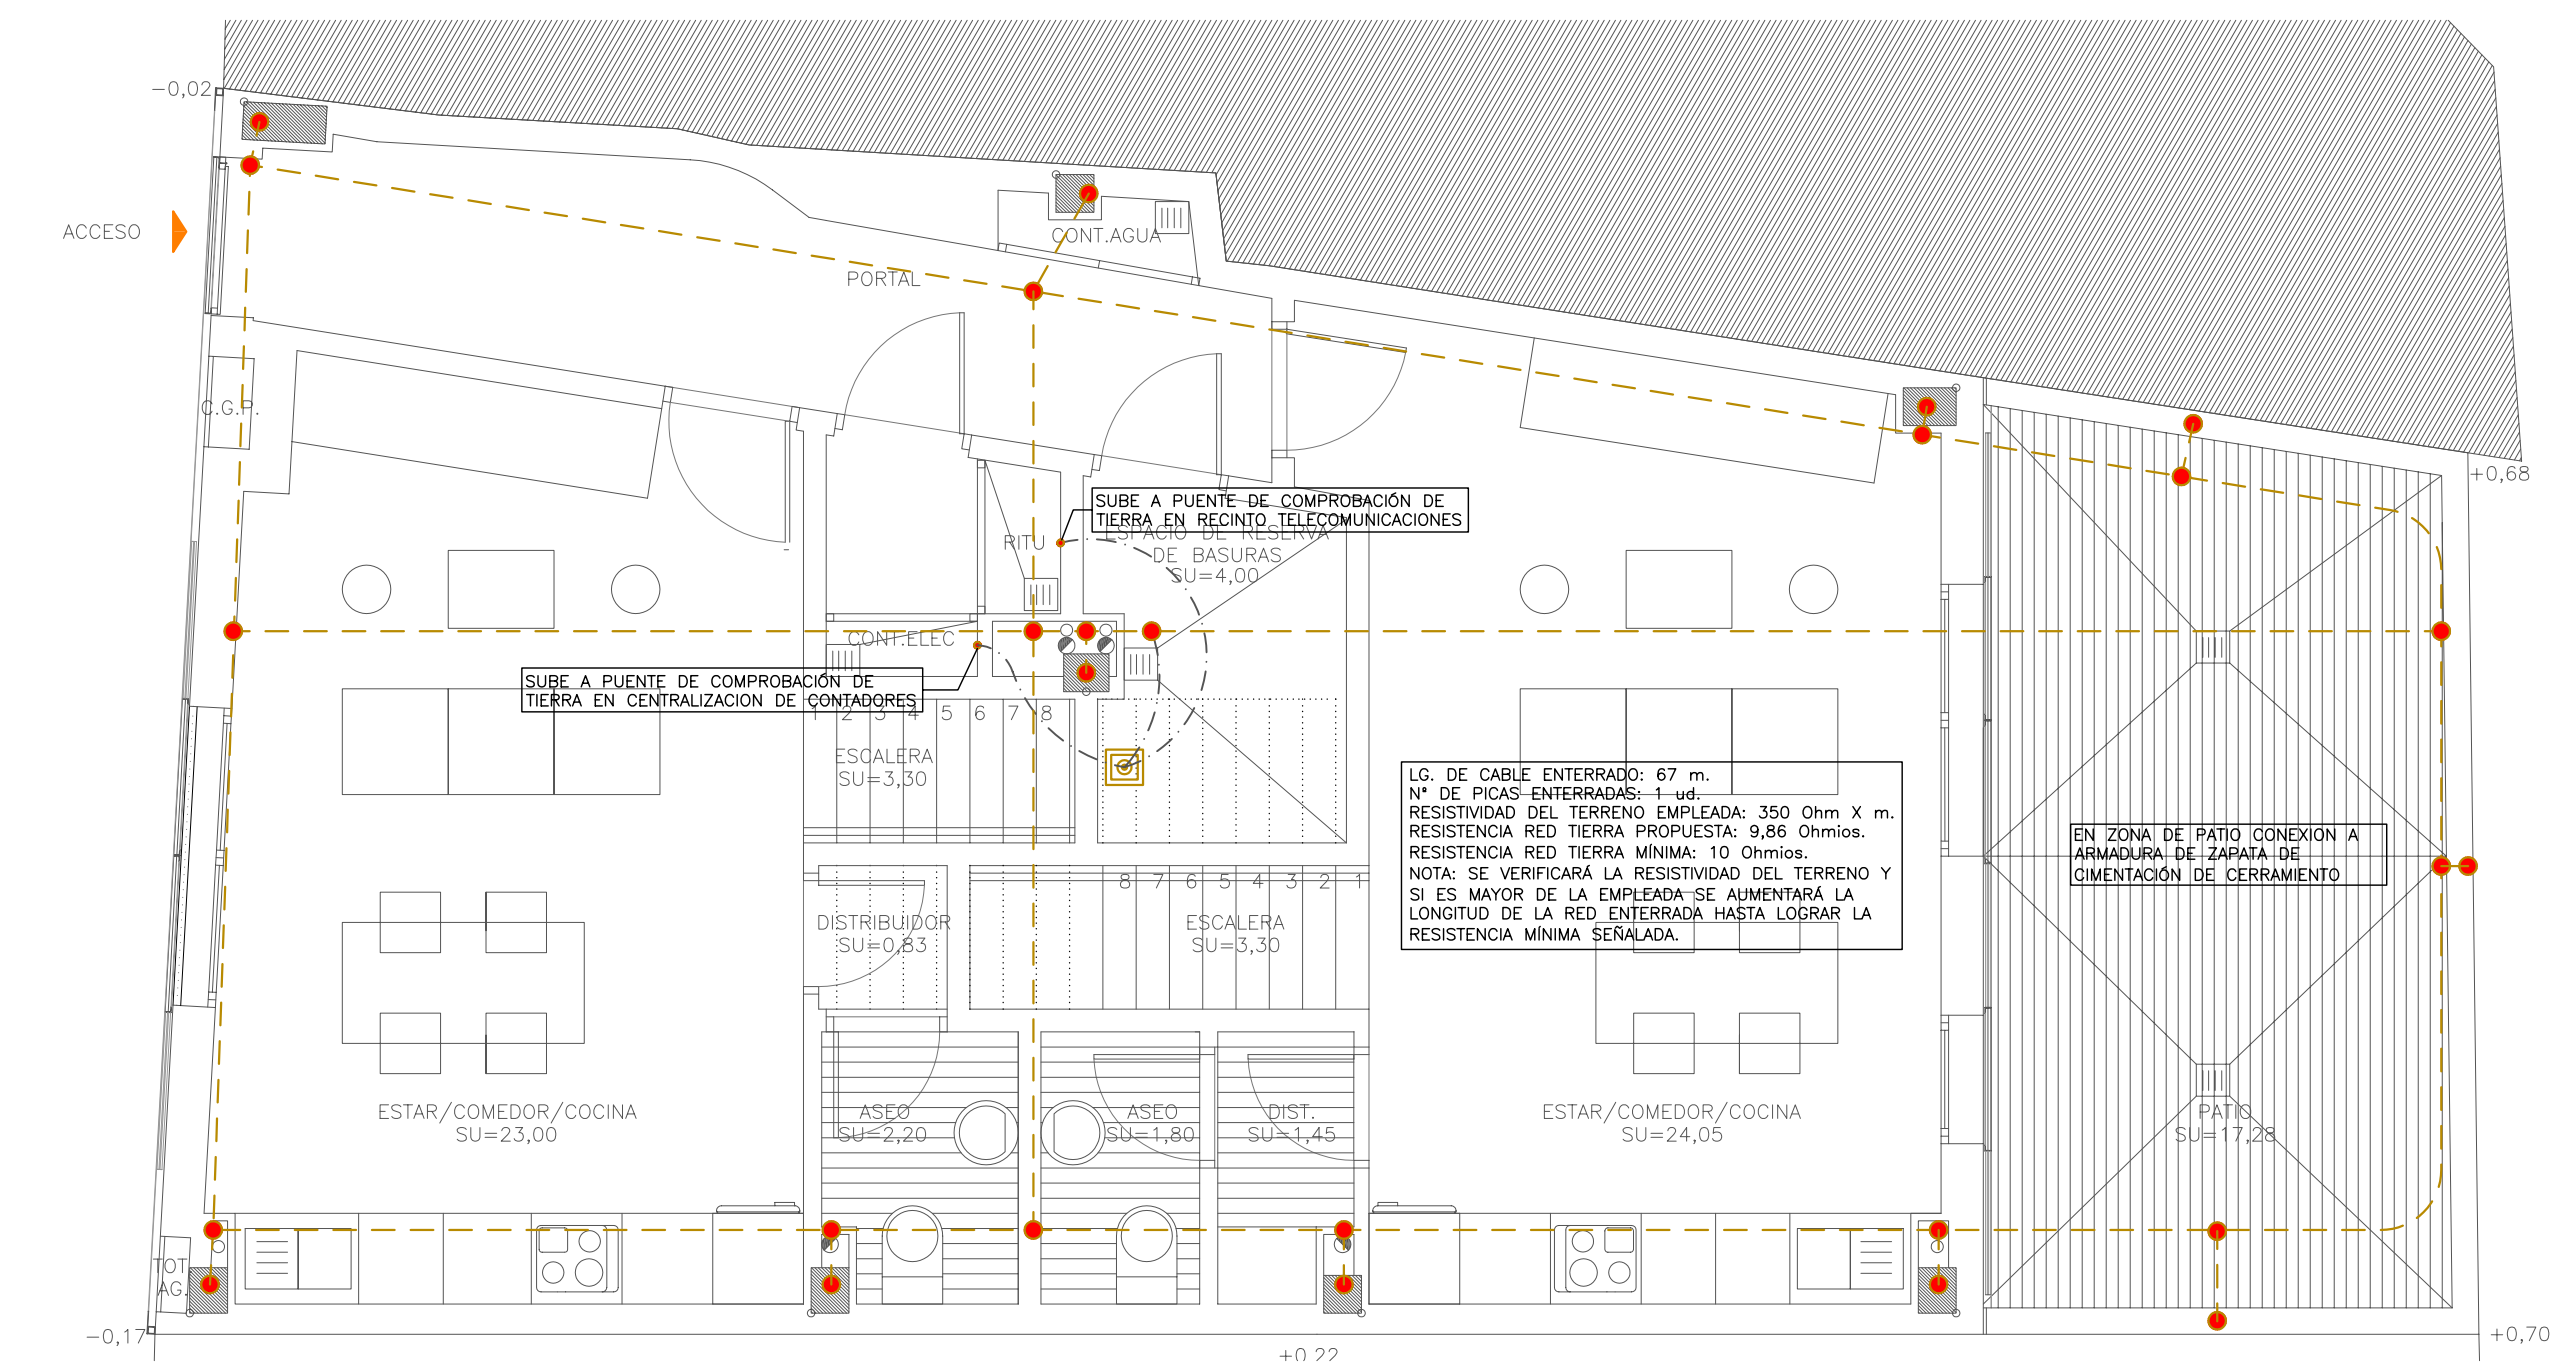 -0,02
ACCESO
CONT.AGUA
PORTAL
C.G.P.
+0,68
SUBE A PUENTE DE COMPROBACIÓN DE
TIERRA EN RECINTO TELECOMUNICACIONES
RITU
ESPACIO DE RESERVA
DE BASURAS
SU=4,00
CONT.ELEC
SUBE A PUENTE DE COMPROBACIÓN DE
TIERRA EN CENTRALIZACION DE CONTADORES
1 2 3 4 5 6 7 8
ESCALERA
SU=3,30
LG. DE CABLE ENTERRADO: 67 m.
Nº DE PICAS ENTERRADAS: 1 ud.
RESISTIVIDAD DEL TERRENO EMPLEADA: 350 Ohm X m.
RESISTENCIA RED TIERRA PROPUESTA: 9,86 Ohmios.
RESISTENCIA RED TIERRA MÍNIMA: 10 Ohmios.
NOTA: SE VERIFICARÁ LA RESISTIVIDAD DEL TERRENO Y
SI ES MAYOR DE LA EMPLEADA SE AUMENTARÁ LA
LONGITUD DE LA RED ENTERRADA HASTA LOGRAR LA
RESISTENCIA MÍNIMA SEÑALADA.
EN ZONA DE PATIO CONEXION A
ARMADURA DE ZAPATA DE
CIMENTACIÓN DE CERRAMIENTO
8 7 6 5 4 3 2 1
DISTRIBUIDOR
SU=0,83
ESCALERA
SU=3,30
ESTAR/COMEDOR/COCINA
SU=23,00
ASEO
SU=2,20
ASEO
SU=1,80
DIST.
SU=1,45
ESTAR/COMEDOR/COCINA
SU=24,05
PATIO
SU=17,28
TOT
AG.
-0,17
+0,22
+0,70